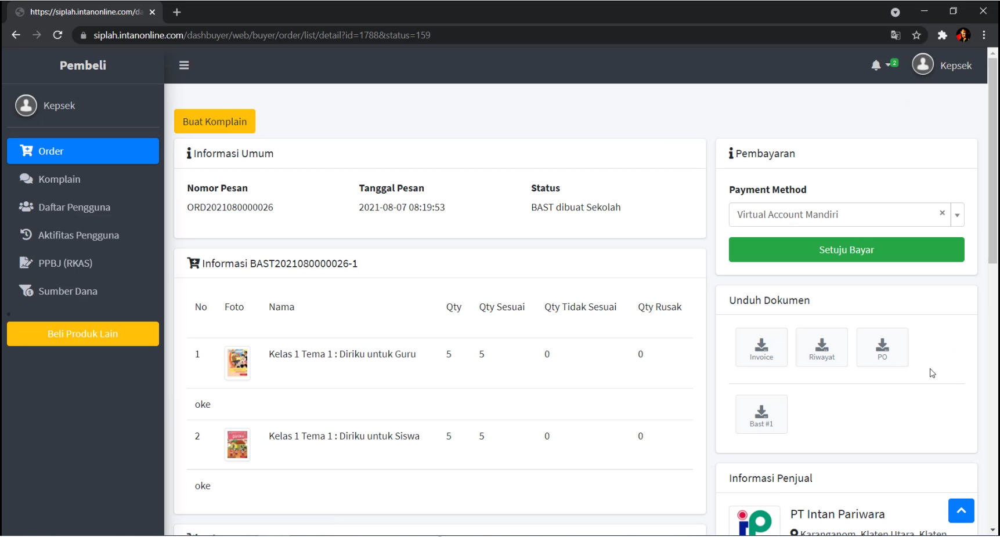 https://siplah.intanonline.com/da
siplah.intanonline.com/dashbuyer/web/buyer/order/list/detail?id=1788&status=159
Pembeli
2
Kepsek
Kepsek
Order
Komplain
Daftar Pengguna
Aktifitas Pengguna
PPBJ (RKAS)
Sumber Dana
Beli Produk Lain
Buat Komplain
Informasi Umum
Nomor Pesan Tanggal Pesan Status
ORD2021080000026 2021-08-07 08:19:53 BAST dibuat Sekolah
Informasi BAST2021080000026-1
No Foto Nama Qty Qty Sesuai Qty Tidak Sesuai Qty Rusak
1 Kelas 1 Tema 1 : Diriku untuk Guru 5 5 0 0
oke
2 Kelas 1 Tema 1 : Diriku untuk Siswa 5 5 0 0
oke
Pembayaran
Payment Method
Virtual Account Mandiri
Setuju Bayar
Unduh Dokumen
Invoice Riwayat PO
Bast #1
Informasi Penjual
PT Intan Pariwara
Karanganom, Klaten Utara, Klaten